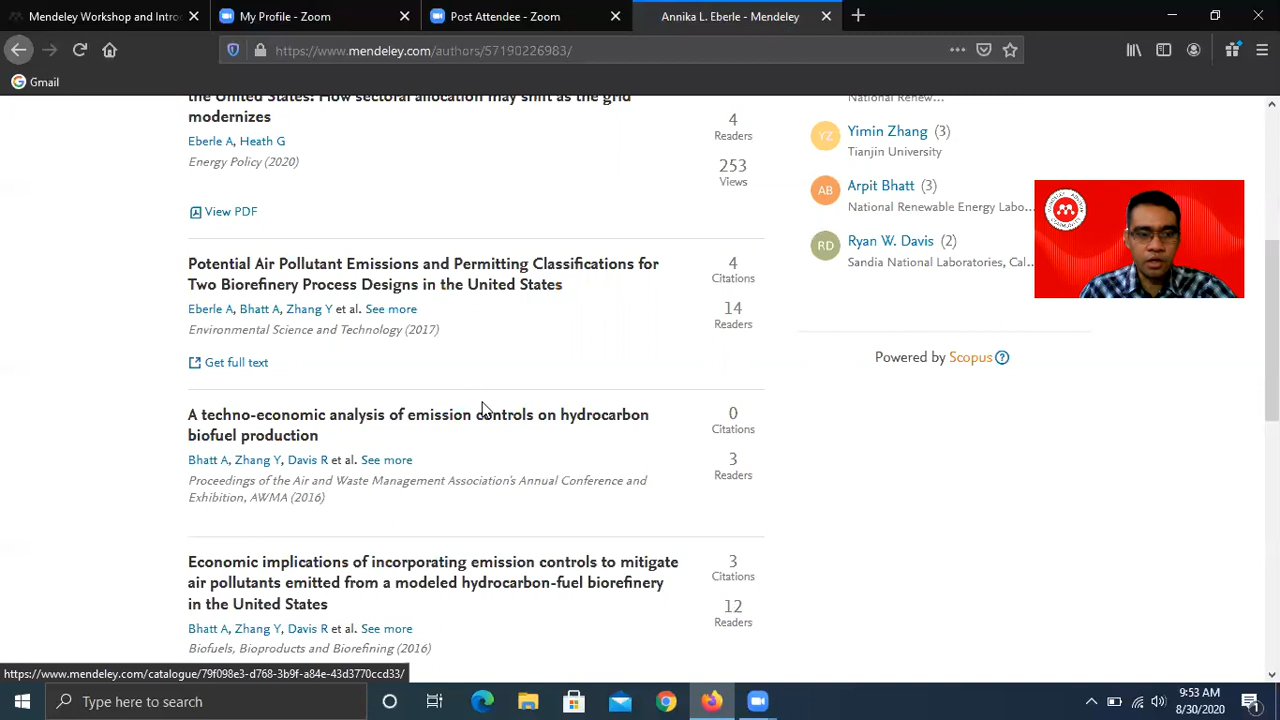 Mendeley Workshop and Intro
My Profile - Zoom
Post Attendee - Zoom
Annika L. Eberle - Mendeley
https://www.mendeley.com/authors/57190226983/
Gmail
the United States: How sectoral allocation may shift as the grid
modernizes
Eberle A, Heath G
Energy Policy (2020)
View PDF
4
Readers
253
Views
Potential Air Pollutant Emissions and Permitting Classifications for
Two Biorefinery Process Designs in the United States
Eberle A, Bhatt A, Zhang Y et al. See more
Environmental Science and Technology (2017)
Get full text
4
Citations
14
Readers
A techno-economic analysis of emission controls on hydrocarbon
biofuel production
Bhatt A, Zhang Y, Davis R et al. See more
Proceedings of the Air and Waste Management Association's Annual Conference and
Exhibition, AWMA (2016)
0
Citations
3
Readers
Economic implications of incorporating emission controls to mitigate
air pollutants emitted from a modeled hydrocarbon-fuel biorefinery
in the United States
Bhatt A, Zhang Y, Davis R et al. See more
Biofuels, Bioproducts and Biorefining (2016)
3
Citations
12
Readers
National Renew...
YZ
Yimin Zhang (3)
Tianjin University
AB
Arpit Bhatt (3)
National Renewable Energy Labo...
RD
Ryan W. Davis (2)
Sandia National Laboratories, Cal...
Powered by Scopus ?
https://www.mendeley.com/catalogue/79f098e3-d768-3b9f-a84e-43d3770ccd33/
Type here to search
9:53 AM
8/30/2020
1